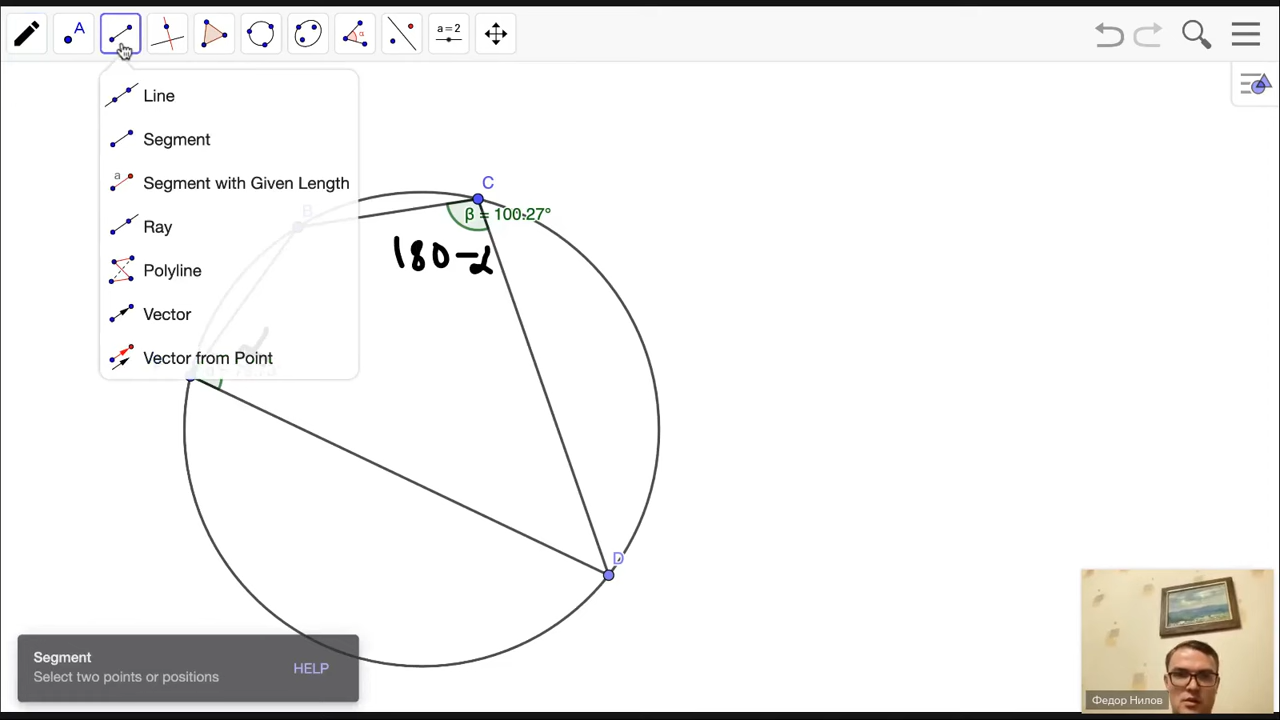 A
α
a=2
Line
Segment
a
Segment with Given Length
Ray
Polyline
Vector
Vector from Point
B
C
β = 100.27°
180-α
D
Segment
Select two points or positions
HELP
Федор Нилов